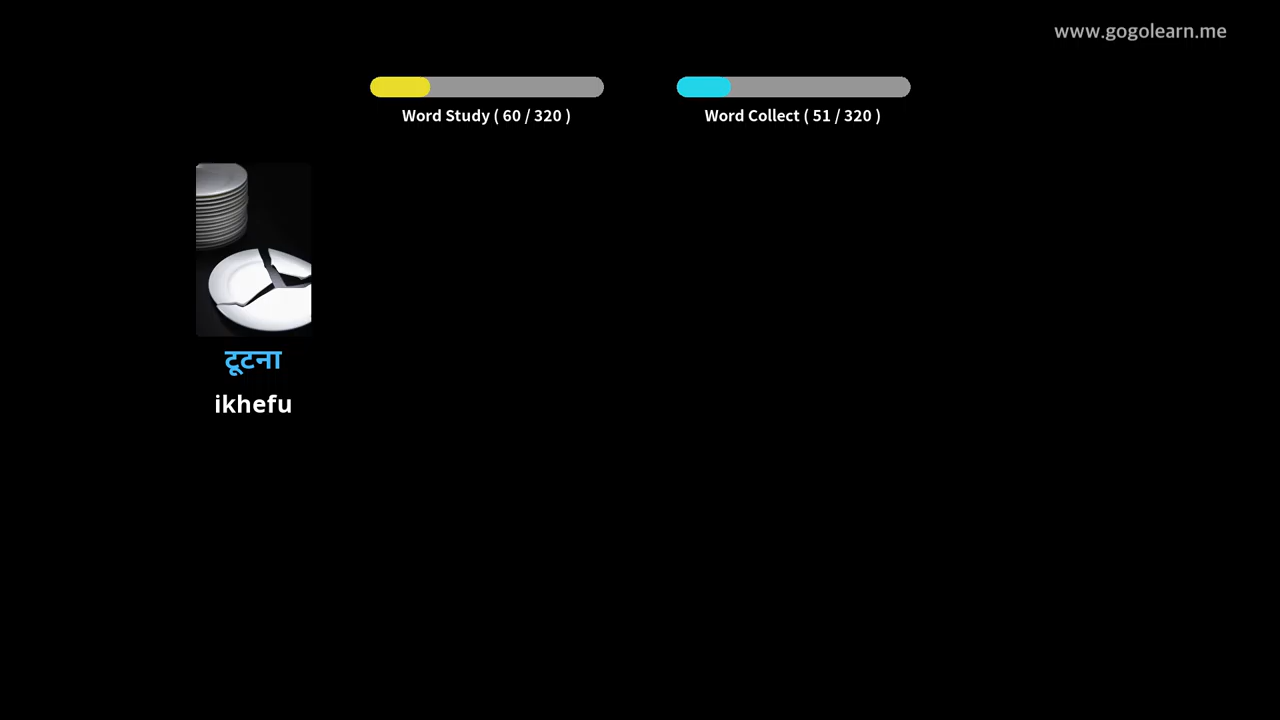 www.gogolearn.me
Word Study ( 60 / 320 )
Word Collect ( 51 / 320 )
टूटना
ikhefu